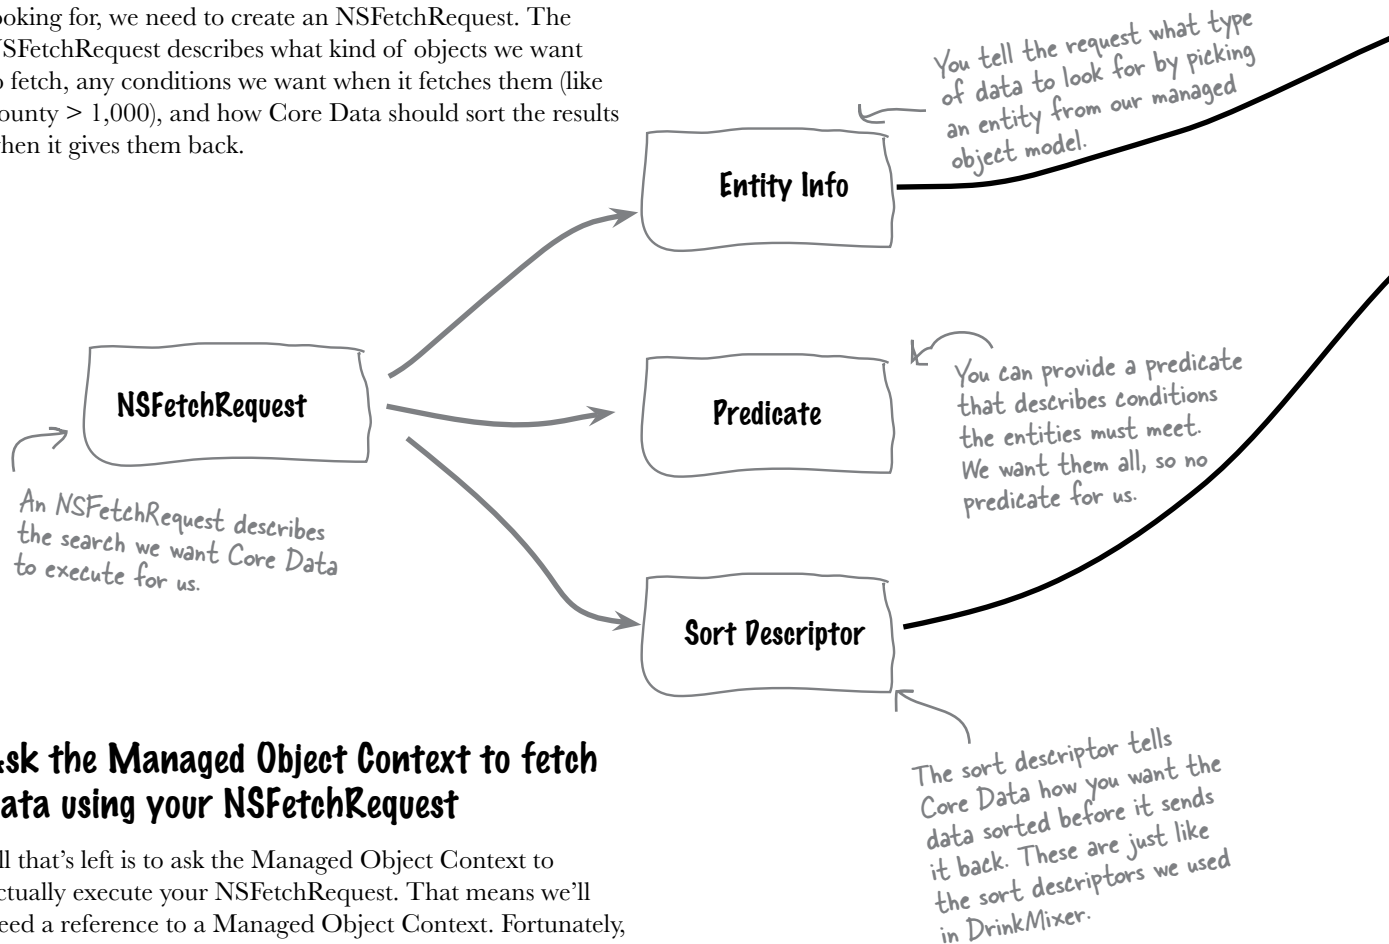 ooking for, we need to create an NSFetchRequest. The
NSFetchRequest describes what kind of objects we want
o fetch, any conditions we want when it fetches them (like
ounty > 1,000), and how Core Data should sort the results
when it gives them back.
You tell the request what type
of data to look for by picking
an entity from our managed
object model.
Entity Info
NSFetchRequest
An NSFetchRequest describes
the search we want Core Data
to execute for us.
Predicate
You can provide a predicate
that describes conditions
the entities must meet.
We want them all, so no
predicate for us.
Sort Descriptor
The sort descriptor tells
Core Data how you want the
data sorted before it sends
it back. These are just like
the sort descriptors we used
in DrinkMixer.
sk the Managed Object Context to fetch
ata using your NSFetchRequest
ll that's left is to ask the Managed Object Context to
ctually execute your NSFetchRequest. That means we'll
eed a reference to a Managed Object Context. Fortunately,